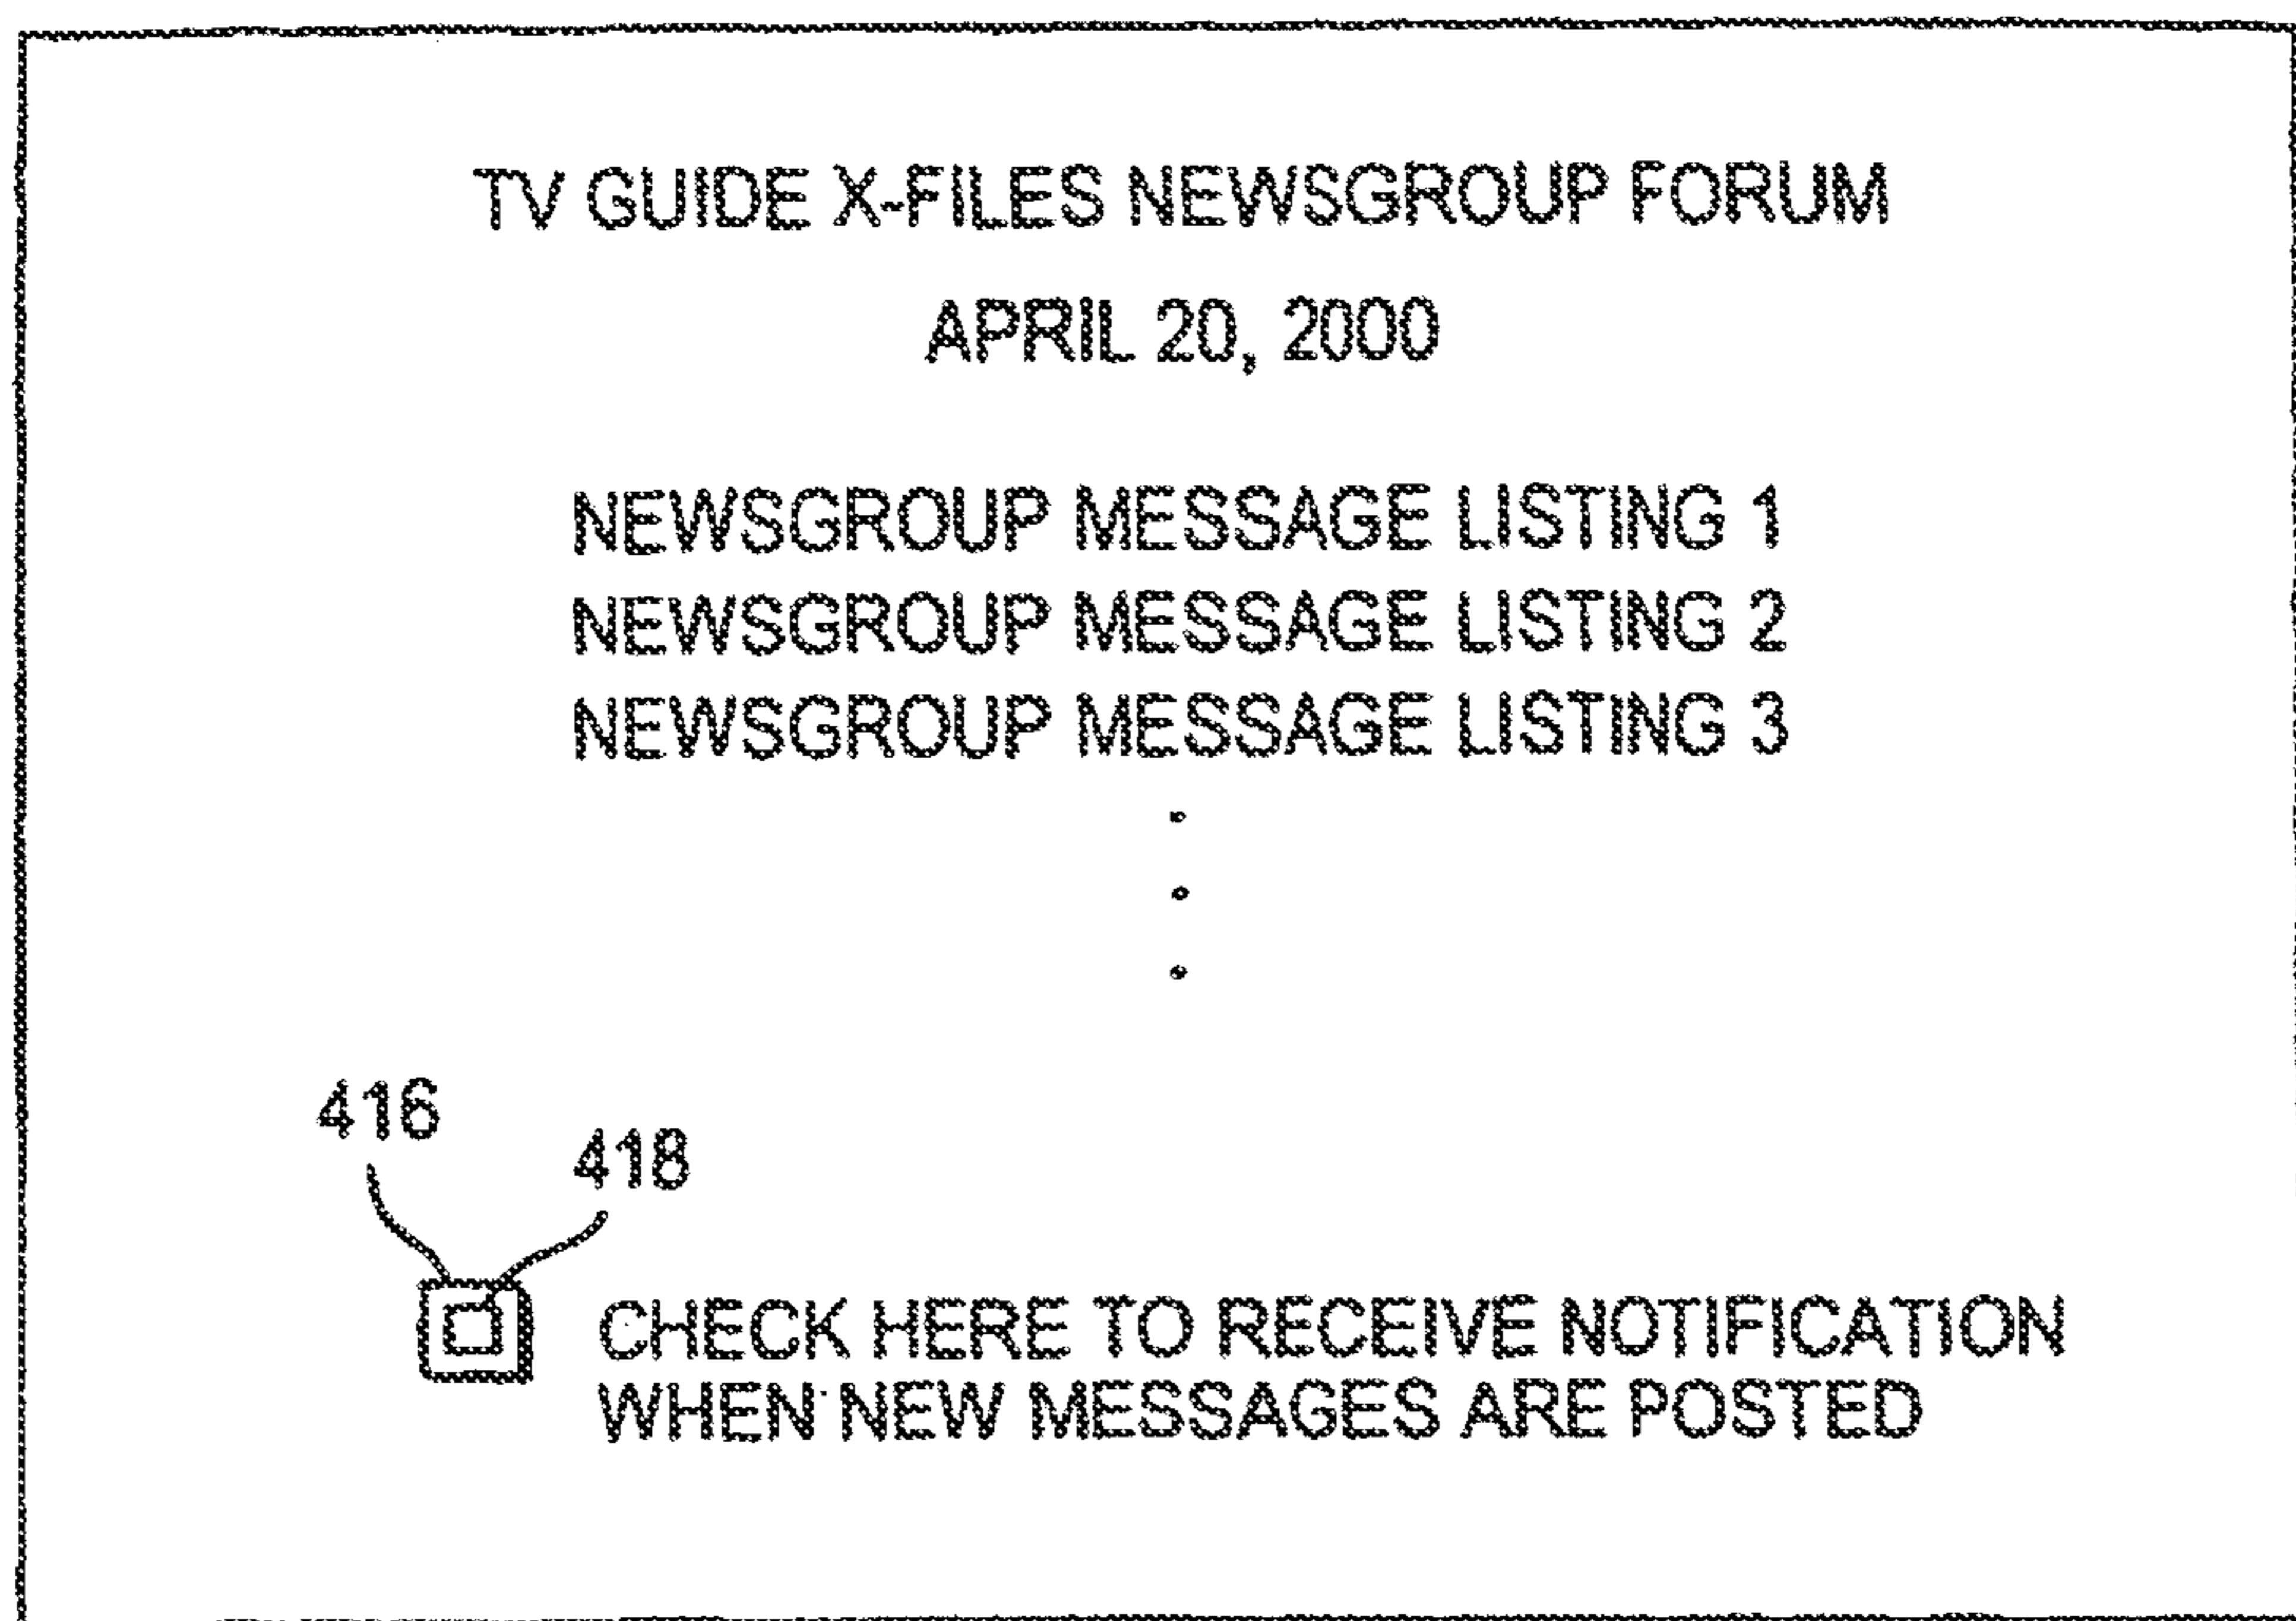 TV GUIDE X-FILES NEWSGROUP FORUM
APRIL 20, 2000
NEWSGROUP MESSAGE LISTING 1
NEWSGROUP MESSAGE LISTING 2
NEWSGROUP MESSAGE LISTING 3
416
418
CHECK HERE TO RECEIVE NOTIFICATION
WHEN NEW MESSAGES ARE POSTED